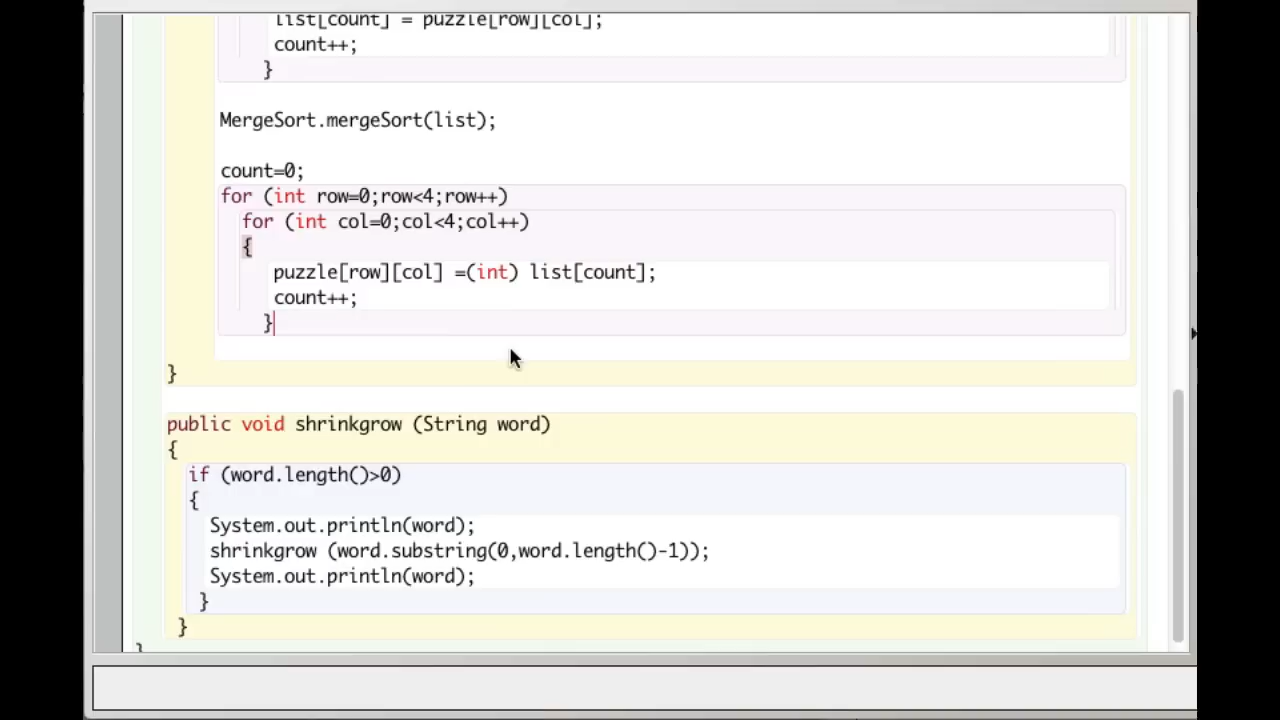 list[count] = puzzle[row][col];
count++;
}
MergeSort.mergeSort(list);
count=0;
for (int row=0;row<4;row++)
for (int col=0;col<4;col++)
{
puzzle[row][col] =(int) list[count];
count++;
}
}
public void shrinkgrow (String word)
{
if (word.length()>0)
{
System.out.println(word);
shrinkgrow (word.substring(0,word.length()-1));
System.out.println(word);
}
}
}